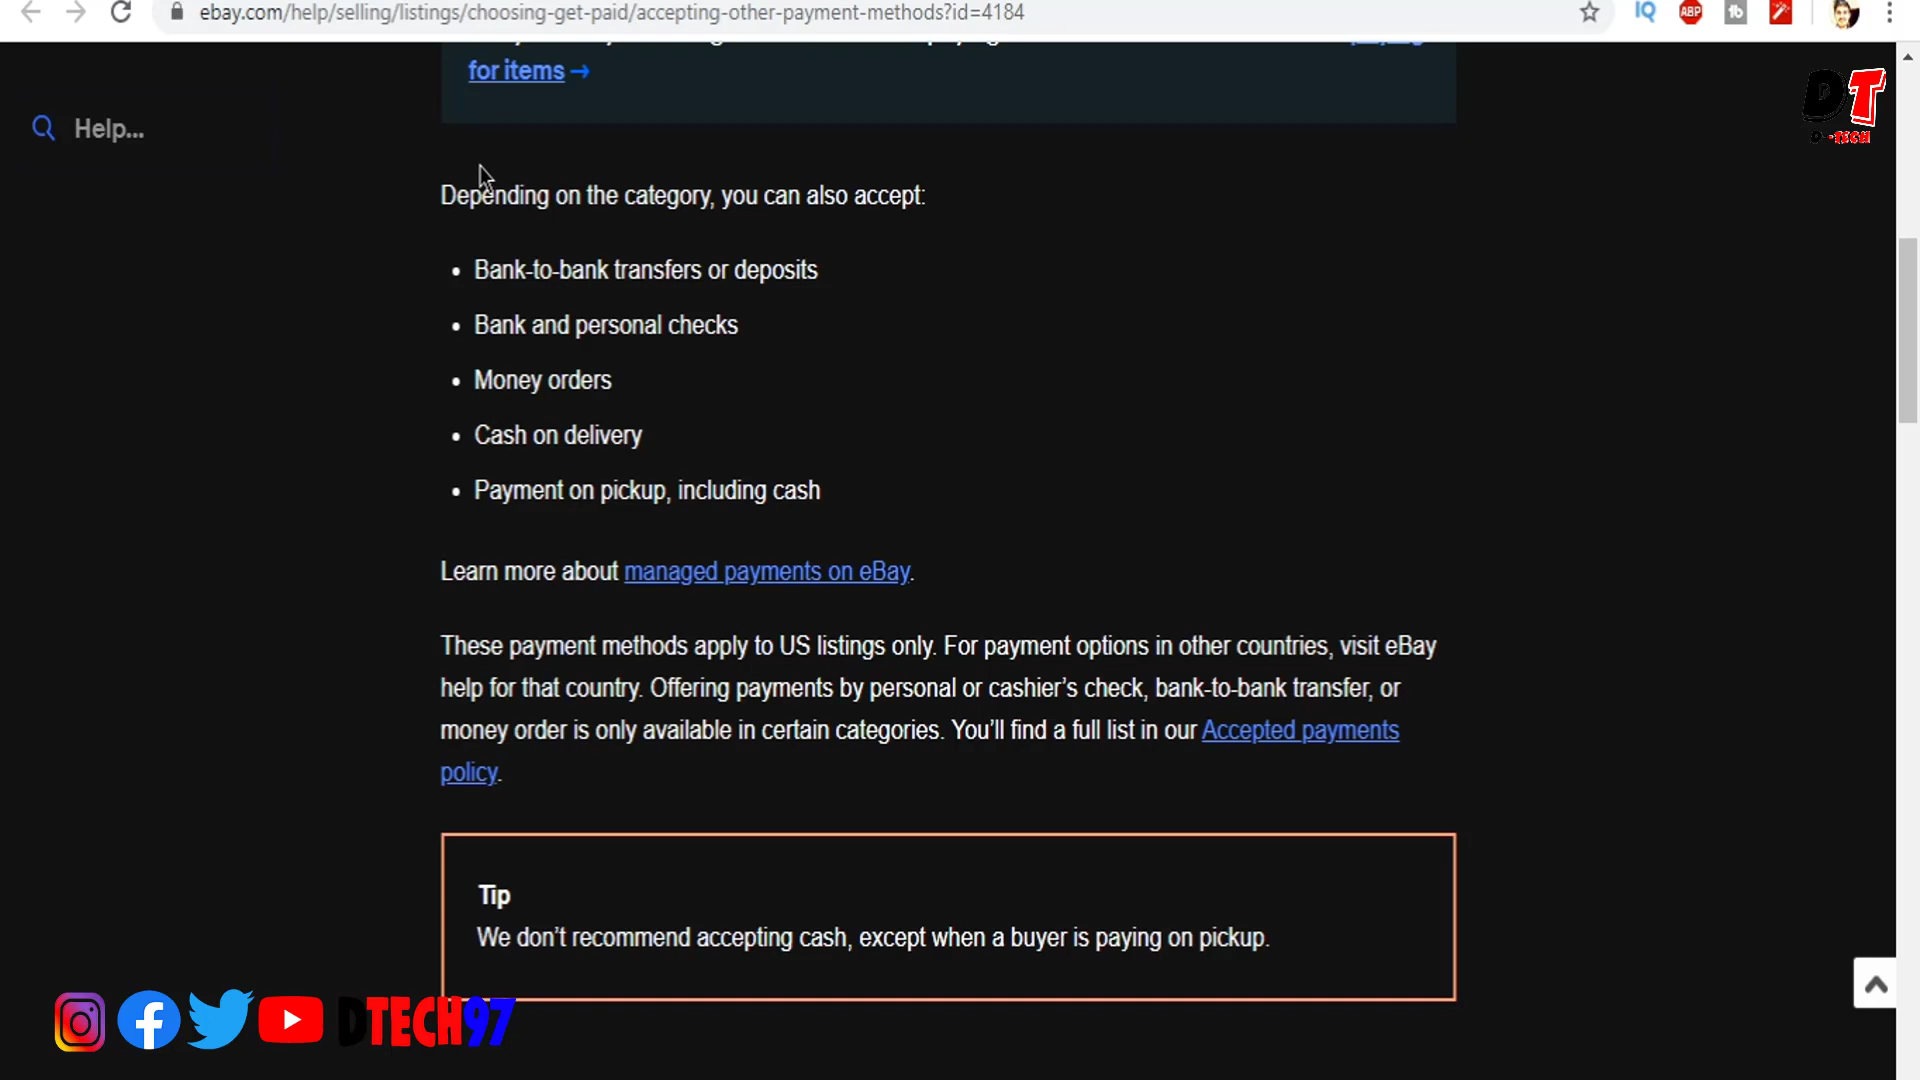 ebay.com/help/selling/listings/choosing-get-paid/accepting-other-payment-methods?id=4184
IQ
ABP
tb
for items →
Help...
DT
D-TECH
Depending on the category, you can also accept:
• Bank-to-bank transfers or deposits
• Bank and personal checks
• Money orders
• Cash on delivery
• Payment on pickup, including cash
Learn more about managed payments on eBay.
These payment methods apply to US listings only. For payment options in other countries, visit eBay
help for that country. Offering payments by personal or cashier’s check, bank-to-bank transfer, or
money order is only available in certain categories. You’ll find a full list in our Accepted payments
policy.
Tip
We don’t recommend accepting cash, except when a buyer is paying on pickup.
DTECH97